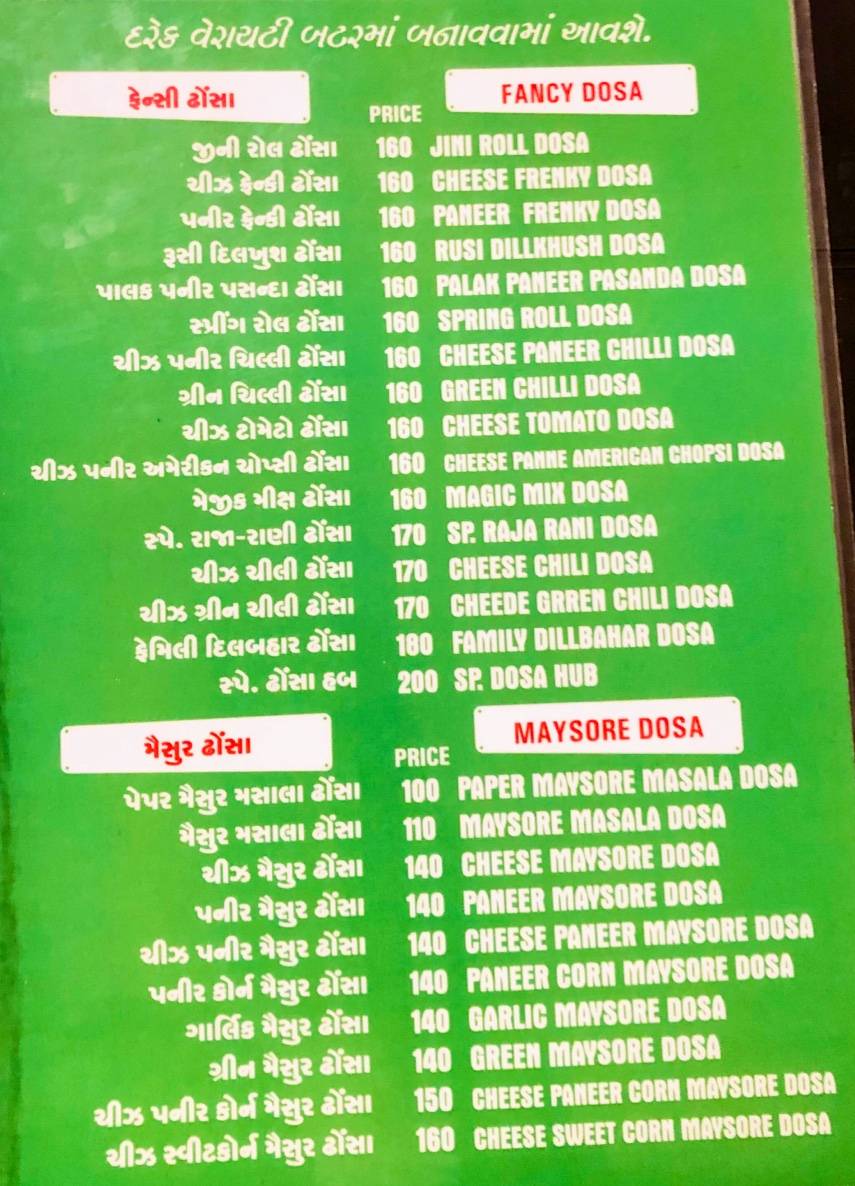 દરેક વેરાયટી બટરમાં બનાવવામાં આવશે.
ફેન્સી ઢોંસા PRICE FANCY DOSA
જીની રોલ ઢોંસા 160 JINI ROLL DOSA
ચીઝ ફ્રેન્કી ઢોંસા 160 CHEESE FRENKY DOSA
પનીર ફ્રેન્કી ઢોંસા 160 PANEER FRENKY DOSA
રૂસી દિલખુશ ઢોંસા 160 RUSI DILLKHUSH DOSA
પાલક પનીર પસન્દા ઢોંસા 160 PALAK PANEER PASANDA DOSA
સ્પ્રીંગ રોલ ઢોંસા 160 SPRING ROLL DOSA
ચીઝ પનીર ચિલ્લી ઢોંસા 160 CHEESE PANEER CHILLI DOSA
ગ્રીન ચિલ્લી ઢોંસા 160 GREEN CHILLI DOSA
ચીઝ ટોમેટો ઢોંસા 160 CHEESE TOMATO DOSA
ચીઝ પનીર અમેરીકન ચોપ્સી ઢોંસા 160 CHEESE PANNE AMERICAN CHOPSI DOSA
મેજીક મીક્ષ ઢોંસા 160 MAGIC MIX DOSA
સ્પે. રાજા-રાણી ઢોંસા 170 SP. RAJA RANI DOSA
ચીઝ ચીલી ઢોંસા 170 CHEESE CHILI DOSA
ચીઝ ગ્રીન ચીલી ઢોંસા 170 CHEEDE GRREN CHILI DOSA
ફેમિલી દિલબહાર ઢોંસા 180 FAMILY DILLBAHAR DOSA
સ્પે. ઢોંસા હબ 200 SP. DOSA HUB
મૈસુર ઢોંસા PRICE MAYSORE DOSA
પેપર મૈસુર મસાલા ઢોંસા 100 PAPER MAYSORE MASALA DOSA
મૈસુર મસાલા ઢોંસા 110 MAYSORE MASALA DOSA
ચીઝ મૈસુર ઢોંસા 140 CHEESE MAYSORE DOSA
પનીર મૈસુર ઢોંસા 140 PANEER MAYSORE DOSA
ચીઝ પનીર મૈસુર ઢોંસા 140 CHEESE PANEER MAYSORE DOSA
પનીર કોર્ન મૈસુર ઢોંસા 140 PANEER CORN MAYSORE DOSA
ગાર્લિક મૈસુર ઢોંસા 140 GARLIC MAYSORE DOSA
ગ્રીન મૈસુર ઢોંસા 140 GREEN MAYSORE DOSA
ચીઝ પનીર કોર્ન મૈસુર ઢોંસા 150 CHEESE PANEER CORN MAYSORE DOSA
ચીઝ સ્વીટકોર્ન મૈસુર ઢોંસા 160 CHEESE SWEET CORN MAYSORE DOSA